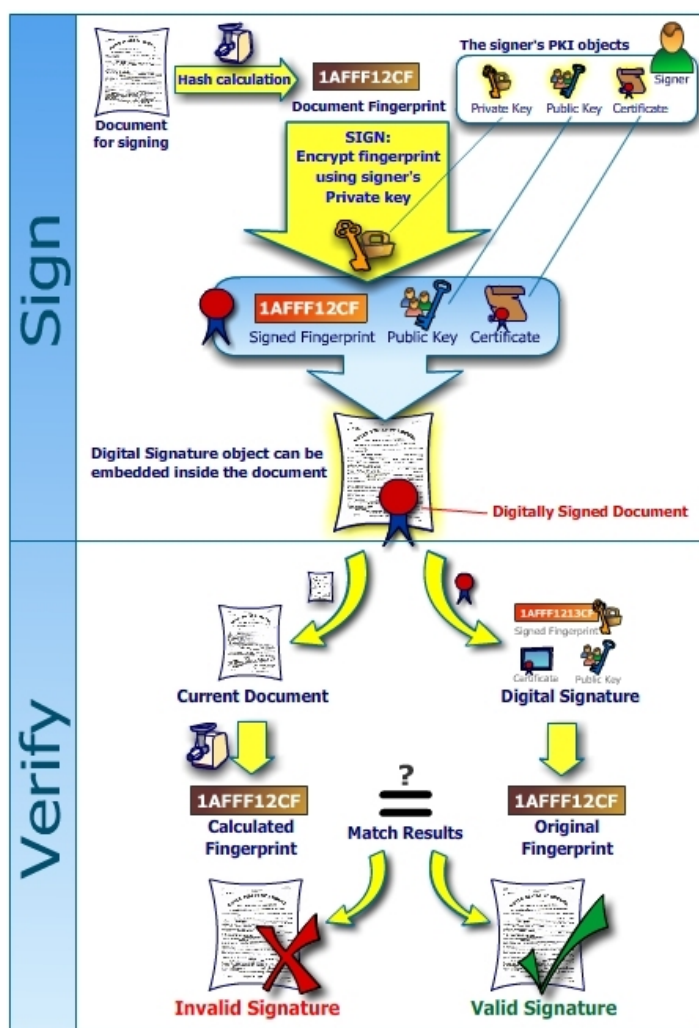 Sign
Document
for signing
Hash calculation
1AFFF12CF
Document Fingerprint
The signer's PKI objects
Signer
Private Key
Public Key
Certificate
SIGN:
Encrypt fingerprint
using signer's
Private key
1AFFF12CF
Signed Fingerprint
Public Key
Certificate
Digital Signature object can be
embedded inside the document
Digitally Signed Document
Verify
1AFFF1213CF
Signed Fingerprint
Certificate
Public Key
Current Document
Digital Signature
1AFFF12CF
Calculated
Fingerprint
?
Match Results
1AFFF12CF
Original
Fingerprint
Invalid Signature
Valid Signature